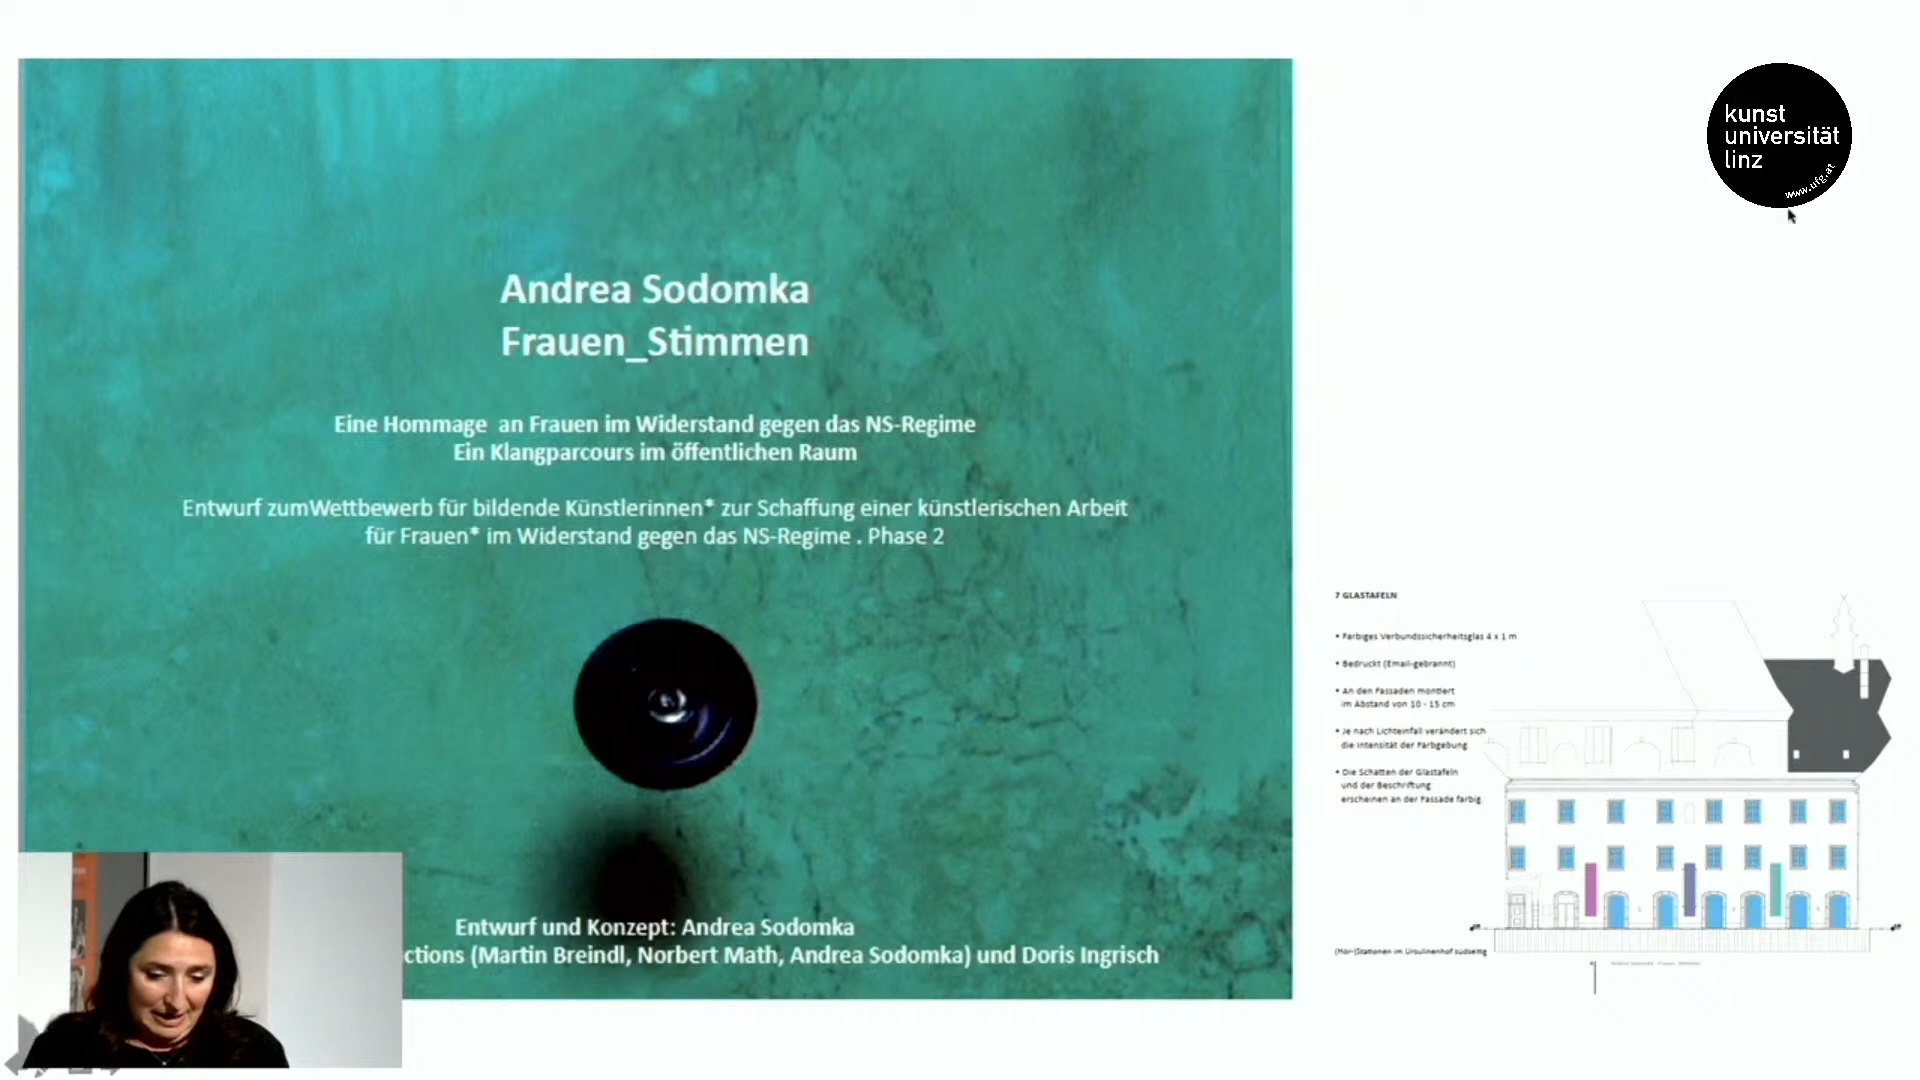 Andrea Sodomka
Frauen_Stimmen
Eine Hommage an Frauen im Widerstand gegen das NS-Regime
Ein Klangparcours im öffentlichen Raum
Entwurf zumWettbewerb für bildende Künstlerinnen* zur Schaffung einer künstlerischen Arbeit
für Frauen* im Widerstand gegen das NS-Regime . Phase 2
Entwurf und Konzept: Andrea Sodomka
ctions (Martin Breindl, Norbert Math, Andrea Sodomka) und Doris Ingrisch
kunst
universität
linz
www.ufg.at
7 GLASTAFELN
• Farbiges Verbundssicherheitsglas 4 x 1 m
• Bedruckt (Email-gebrannt)
• An den Fassaden montiert
im Abstand von 10 - 15 cm
• Je nach Lichteinfall verändert sich
die Intensität der Farbgebung.
• Die Schatten der Glastafeln
und der Beschriftung
erscheinen an der Fassade farbig.
(Hör-)Stationen im Ursulinenhof südseitig